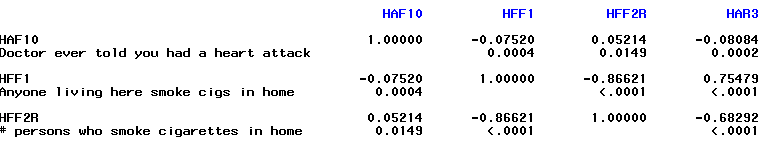 HAF10 HFF1 HFF2R HAR3
HAF10 1.00000 -0.07520 0.05214 -0.08084
Doctor ever told you had a heart attack 0.0004 0.0149 0.0002
HFF1 -0.07520 1.00000 -0.86621 0.75479
Anyone living here smoke cigs in home 0.0004 <.0001 <.0001
HFF2R 0.05214 -0.86621 1.00000 -0.68292
# persons who smoke cigarettes in home 0.0149 <.0001 <.0001